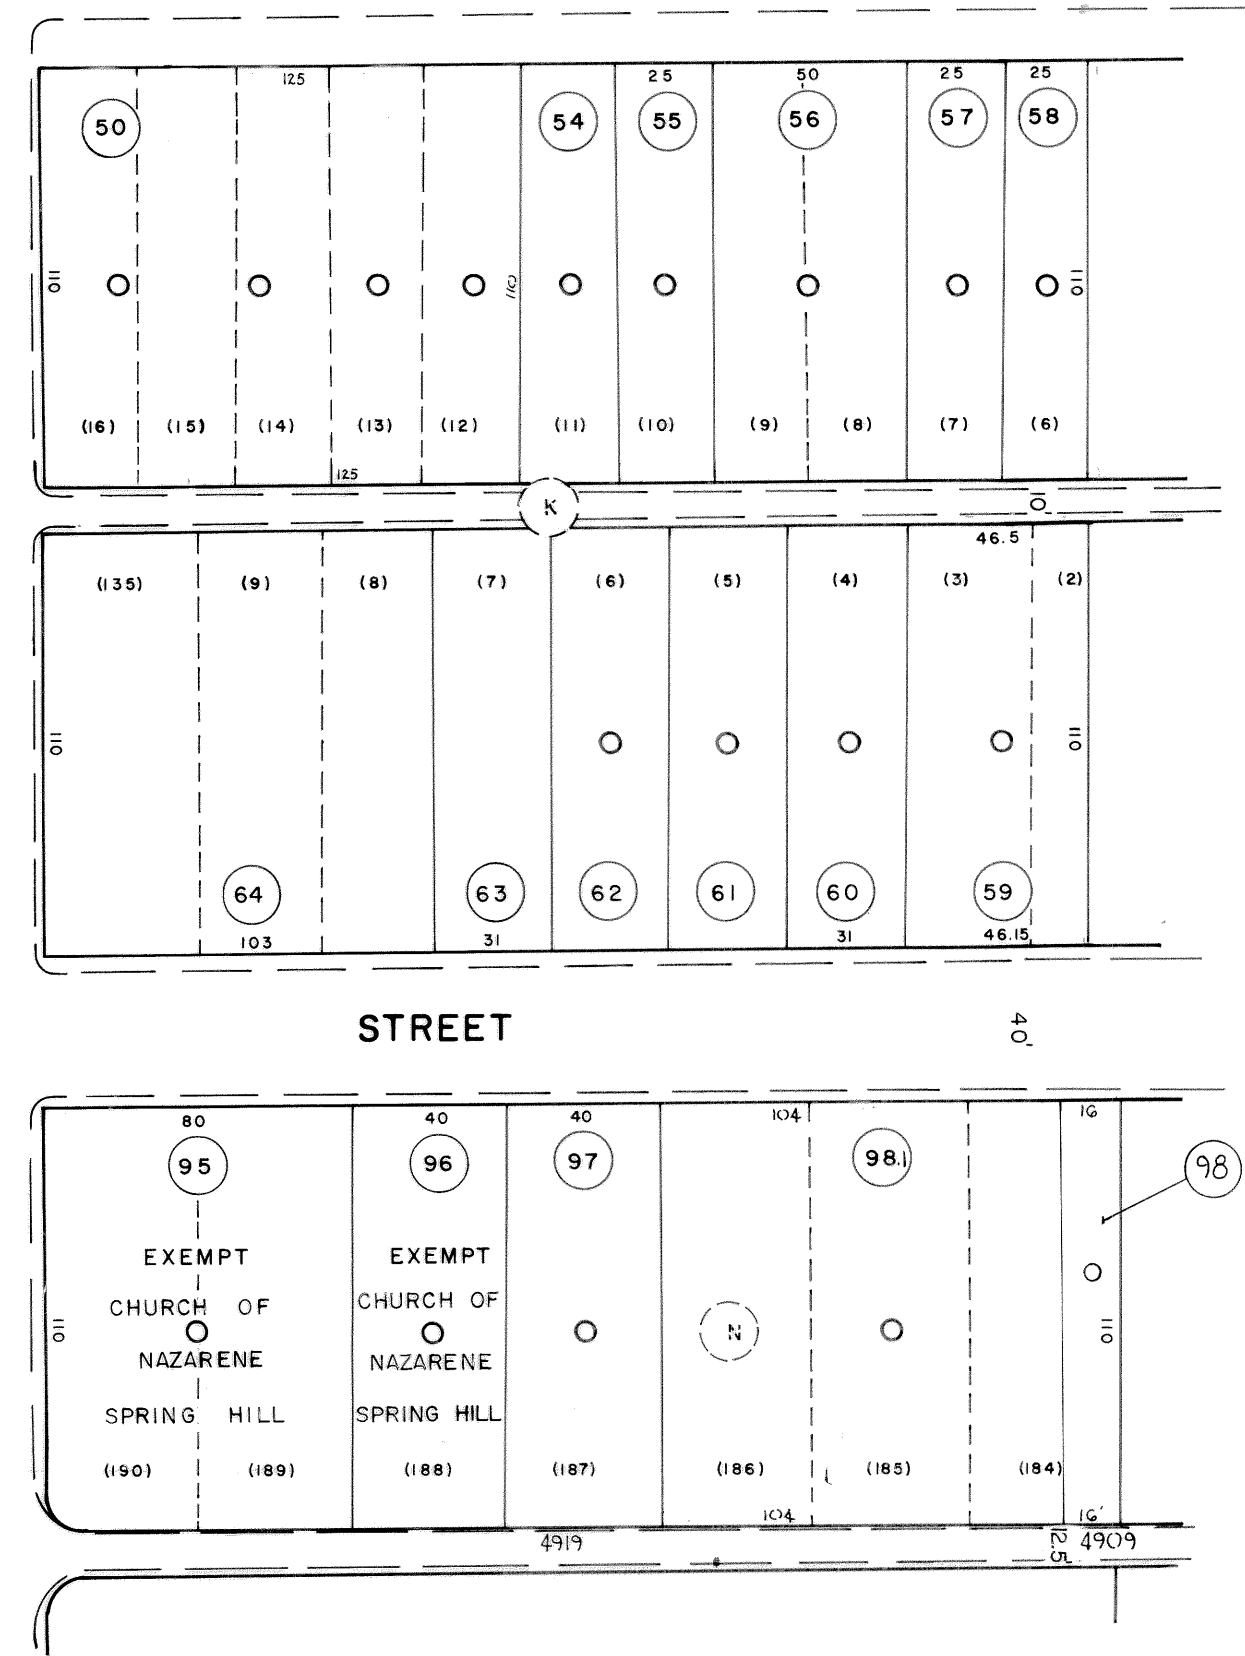 125 25 50 25 25
50 54 55 56 57 58
110 110 110
(16) (15) (14) (13) (12) (11) (10) (9) (8) (7) (6)
125
K 10'
46.5
(135) (9) (8) (7) (6) (5) (4) (3) (2)
110 110
64 63 62 61 60 59
103 31 31 46.15
STREET 40'
80 40 40 104 16
95 96 97 98.1 98
EXEMPT EXEMPT
CHURCH OF CHURCH OF
110 N 110
NAZARENE NAZARENE
SPRING HILL SPRING HILL
(190) (189) (188) (187) (186) (185) (184)
104 16'
4919 12.5' 4909